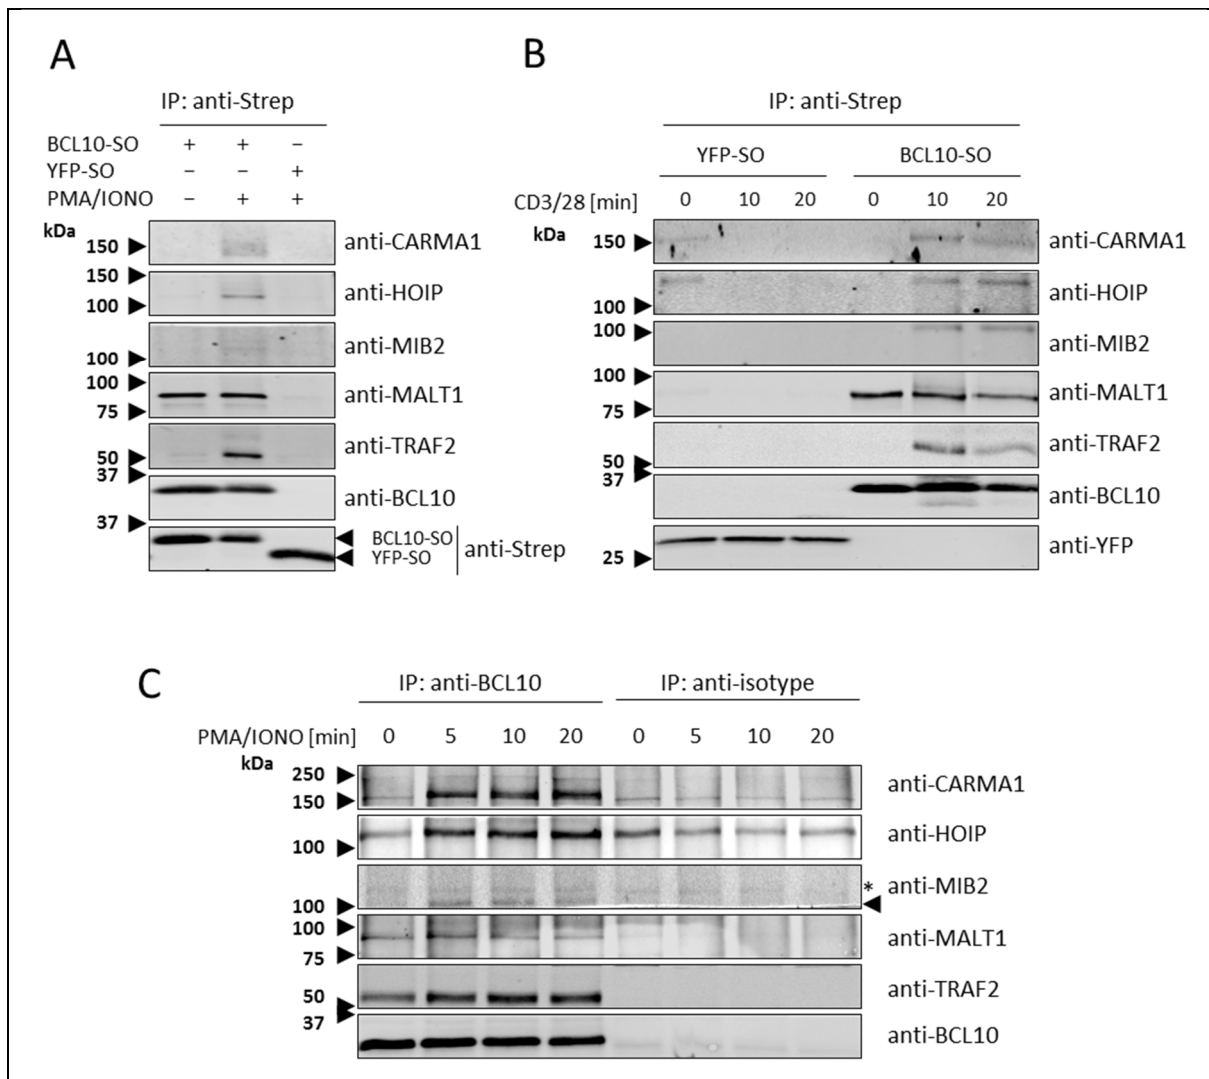 A
IP: anti-Strep
BCL10-SO + + –
YFP-SO – – +
PMA/IONO – + +
kDa
150 anti-CARMA1
150
100 anti-HOIP
100 anti-MIB2
100
75 anti-MALT1
50 anti-TRAF2
37
anti-BCL10
37
BCL10-SO
YFP-SO
anti-Strep
B
IP: anti-Strep
YFP-SO BCL10-SO
CD3/28 [min] 0 10 20 0 10 20
kDa
150 anti-CARMA1
100 anti-HOIP
100 anti-MIB2
100
75 anti-MALT1
50 anti-TRAF2
37
anti-BCL10
25 anti-YFP
C
IP: anti-BCL10 IP: anti-isotype
PMA/IONO [min] 0 5 10 20 0 5 10 20
kDa
250
150 anti-CARMA1
100 anti-HOIP
* anti-MIB2
100
100
75 anti-MALT1
50 anti-TRAF2
37
anti-BCL10